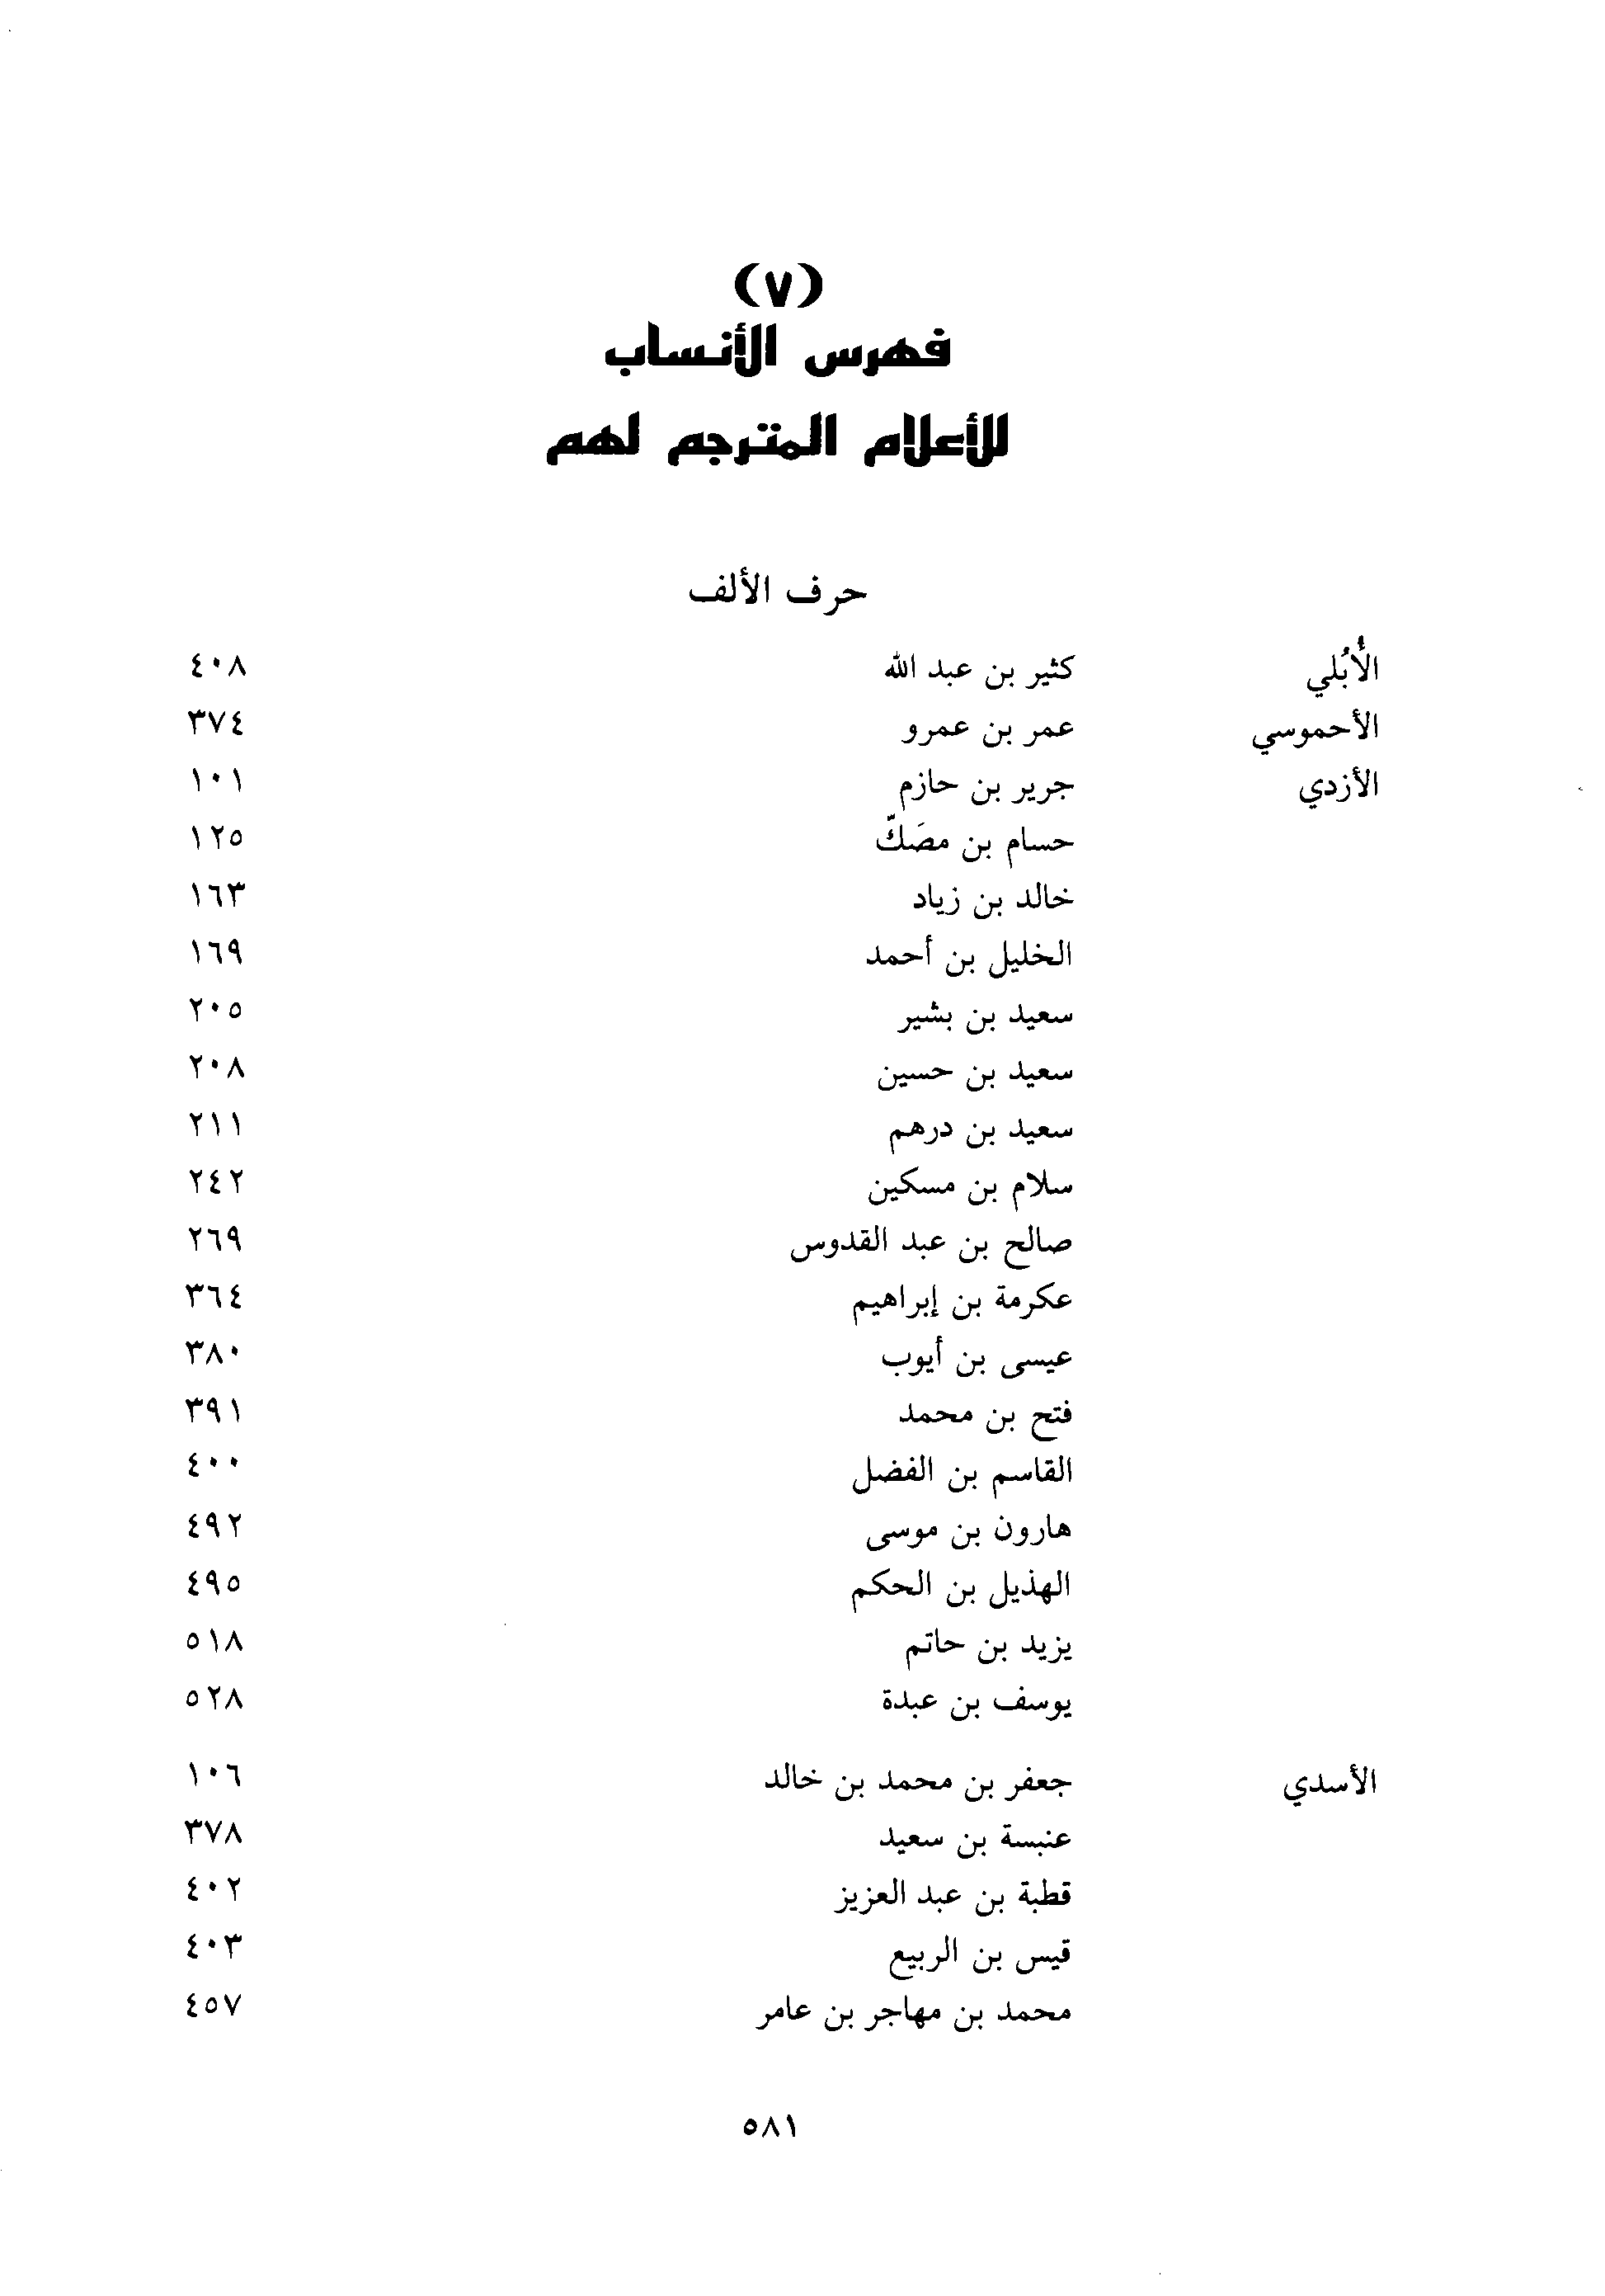 (٧)
فهرس الأنساب
للأعلام المترجم لهم
حرف الألف
الأُبُلي كثير بن عبد الله ٤٠٨
الأحموسي عمر بن عمرو ٣٧٤
الأزدي جرير بن حازم ١٠١
حسام بن مصَكّ ١٢٥
خالد بن زياد ١٦٣
الخليل بن أحمد ١٦٩
سعيد بن بشير ٢٠٥
سعيد بن حسين ٢٠٨
سعيد بن درهم ٢١١
سلام بن مسكين ٢٤٢
صالح بن عبد القدوس ٢٦٩
عكرمة بن إبراهيم ٣٦٤
عيسى بن أيوب ٣٨٠
فتح بن محمد ٣٩١
القاسم بن الفضل ٤٠٠
هارون بن موسى ٤٩٢
الهذيل بن الحكم ٤٩٥
يزيد بن حاتم ٥١٨
يوسف بن عبدة ٥٢٨
الأسدي جعفر بن محمد بن خالد ١٠٦
عنبسة بن سعيد ٣٧٨
قطبة بن عبد العزيز ٤٠٢
قيس بن الربيع ٤٠٣
محمد بن مهاجر بن عامر ٤٥٧
٥٨١